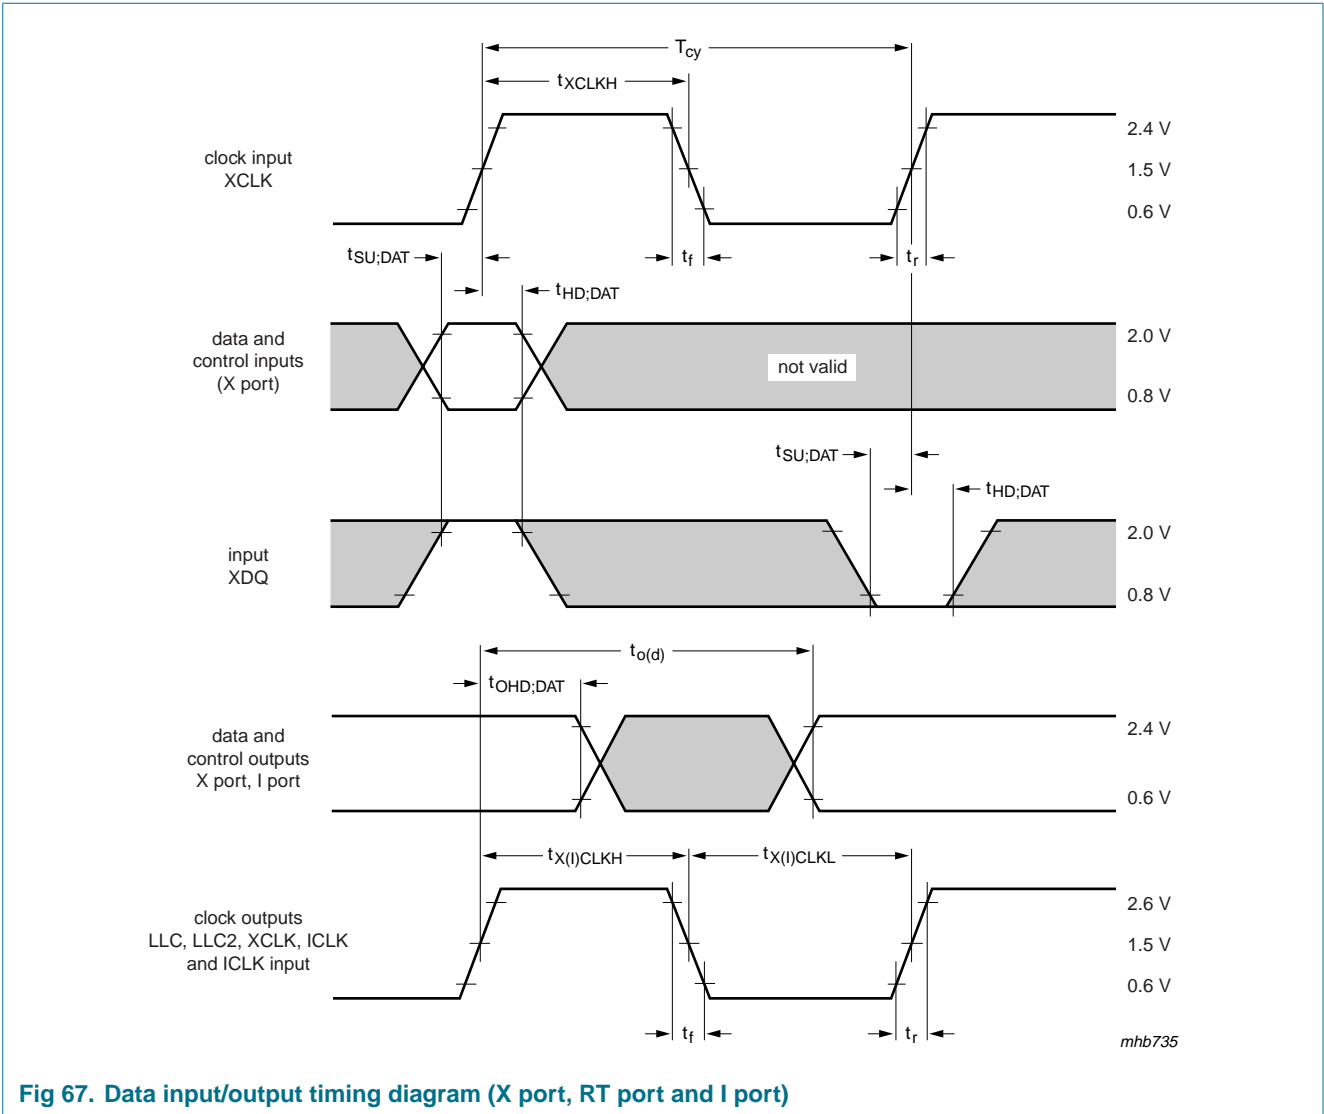 Tcy
tXCLKH
2.4 V
clock input
XCLK
1.5 V
0.6 V
tSU;DAT
tf
tr
tHD;DAT
data and
control inputs
(X port)
2.0 V
not valid
0.8 V
tSU;DAT
tHD;DAT
input
XDQ
2.0 V
0.8 V
to(d)
tOHD;DAT
data and
control outputs
X port, I port
2.4 V
0.6 V
tX(I)CLKH
tX(I)CLKL
clock outputs
LLC, LLC2, XCLK, ICLK
and ICLK input
2.6 V
1.5 V
0.6 V
tf
tr
mhb735
Fig 67. Data input/output timing diagram (X port, RT port and I port)